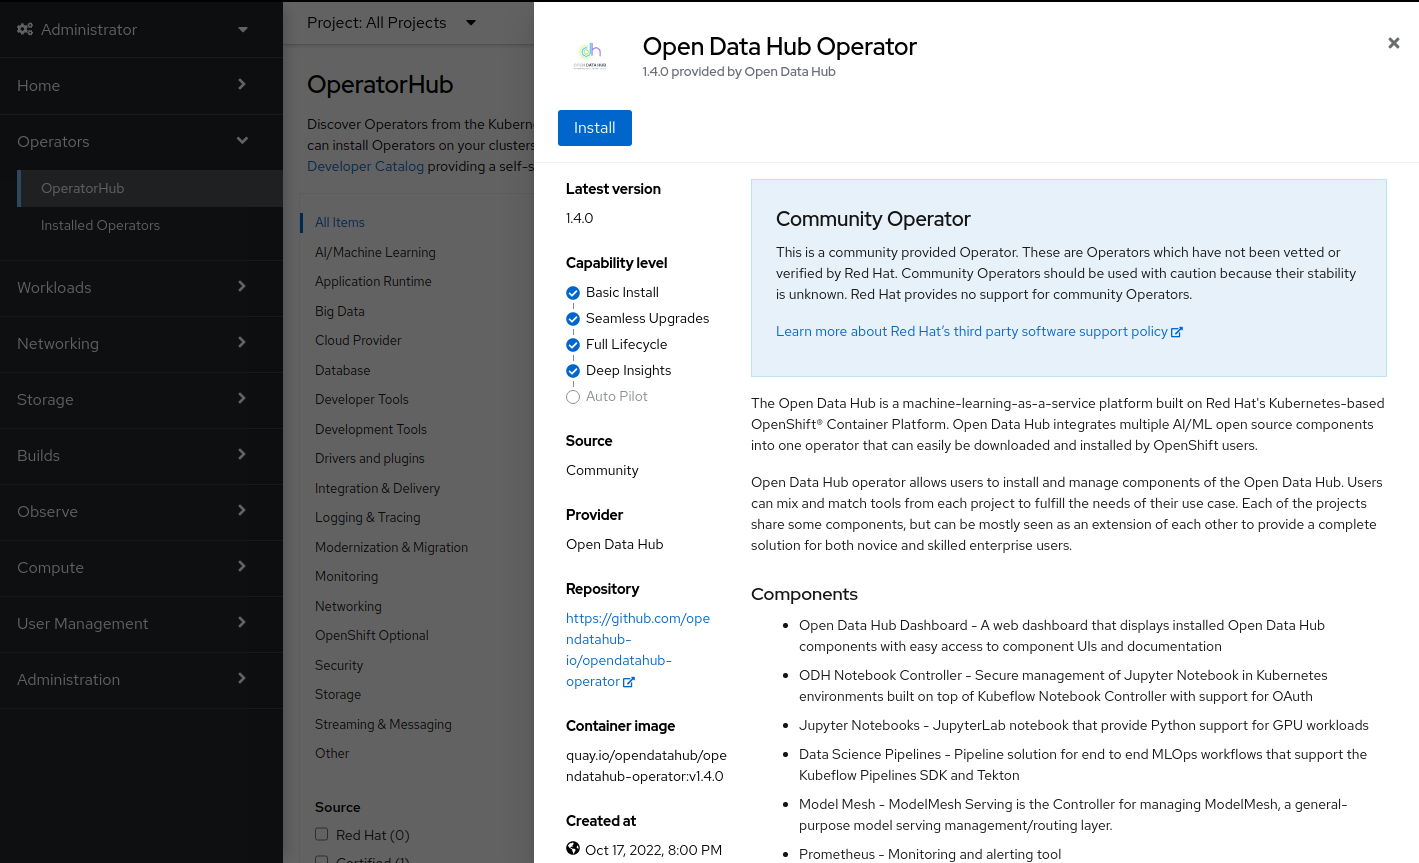 Administrator
Home
Operators
OperatorHub
Installed Operators
Workloads
Networking
Storage
Builds
Observe
Compute
User Management
Administration
Project: All Projects
OperatorHub
Discover Operators from the Kubern
can install Operators on your clusters
Developer Catalog providing a self-s
All Items
AI/Machine Learning
Application Runtime
Big Data
Cloud Provider
Database
Developer Tools
Development Tools
Drivers and plugins
Integration & Delivery
Logging & Tracing
Modernization & Migration
Monitoring
Networking
OpenShift Optional
Security
Storage
Streaming & Messaging
Other
Source
Red Hat (0)
Certified (1)
dh
OPEN DATA HUB
Open Data Hub Operator
1.4.0 provided by Open Data Hub
Install
Latest version
1.4.0
Capability level
Basic Install
Seamless Upgrades
Full Lifecycle
Deep Insights
Auto Pilot
Source
Community
Provider
Open Data Hub
Repository
https://github.com/ope
ndatahub-
io/opendatahub-
operator
Container image
quay.io/opendatahub/ope
ndatahub-operator:v1.4.0
Created at
Oct 17, 2022, 8:00 PM
Community Operator
This is a community provided Operator. These are Operators which have not been vetted or
verified by Red Hat. Community Operators should be used with caution because their stability
is unknown. Red Hat provides no support for community Operators.
Learn more about Red Hat's third party software support policy
The Open Data Hub is a machine-learning-as-a-service platform built on Red Hat's Kubernetes-based
OpenShift® Container Platform. Open Data Hub integrates multiple AI/ML open source components
into one operator that can easily be downloaded and installed by OpenShift users.
Open Data Hub operator allows users to install and manage components of the Open Data Hub. Users
can mix and match tools from each project to fulfill the needs of their use case. Each of the projects
share some components, but can be mostly seen as an extension of each other to provide a complete
solution for both novice and skilled enterprise users.
Components
• Open Data Hub Dashboard - A web dashboard that displays installed Open Data Hub
components with easy access to component UIs and documentation
• ODH Notebook Controller - Secure management of Jupyter Notebook in Kubernetes
environments built on top of Kubeflow Notebook Controller with support for OAuth
• Jupyter Notebooks - JupyterLab notebook that provide Python support for GPU workloads
• Data Science Pipelines - Pipeline solution for end to end MLOps workflows that support the
Kubeflow Pipelines SDK and Tekton
• Model Mesh - ModelMesh Serving is the Controller for managing ModelMesh, a general-
purpose model serving management/routing layer.
• Prometheus - Monitoring and alerting tool